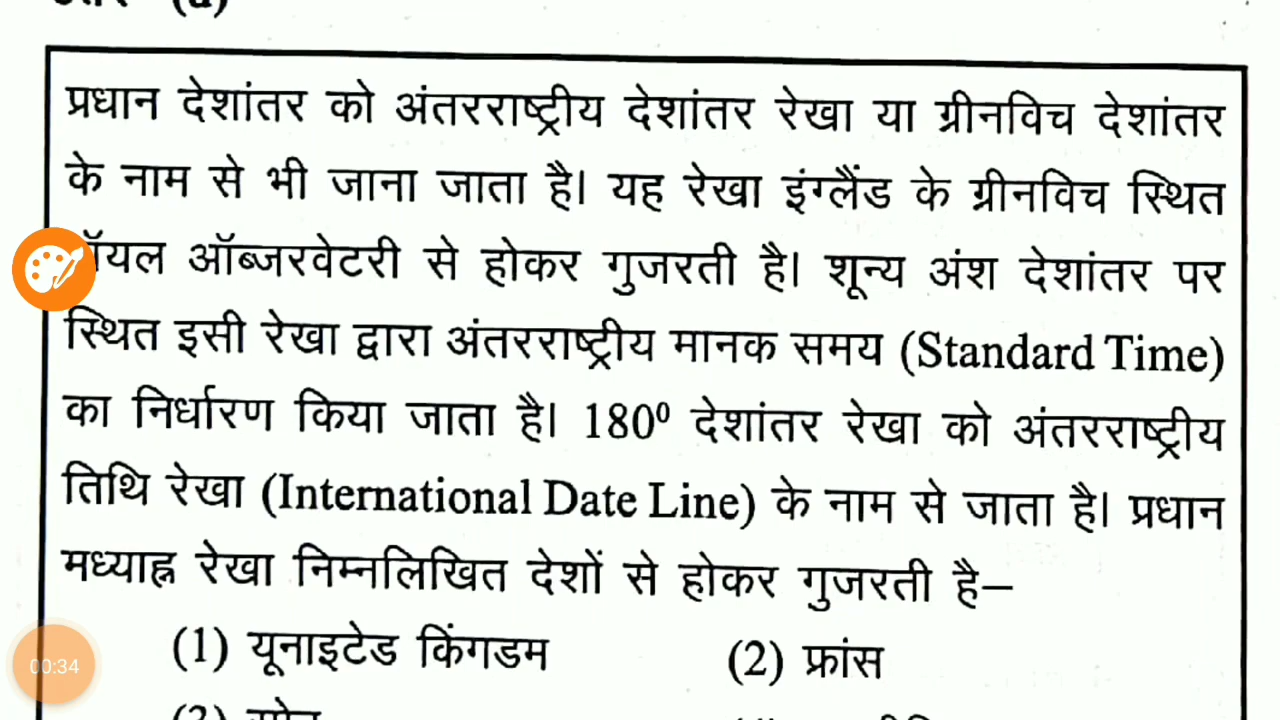 (a)
प्रधान देशांतर को अंतरराष्ट्रीय देशांतर रेखा या ग्रीनविच देशांतर
के नाम से भी जाना जाता है। यह रेखा इंग्लैंड के ग्रीनविच स्थित
ऑब्जरवेटरी से होकर गुजरती है। शून्य अंश देशांतर पर
स्थित इसी रेखा द्वारा अंतरराष्ट्रीय मानक समय (Standard Time)
का निर्धारण किया जाता है। 180⁰ देशांतर रेखा को अंतरराष्ट्रीय
तिथि रेखा (International Date Line) के नाम से जाता है। प्रधान
मध्याह्न रेखा निम्नलिखित देशों से होकर गुजरती है–
(1) यूनाइटेड किंगडम (2) फ्रांस
00:34